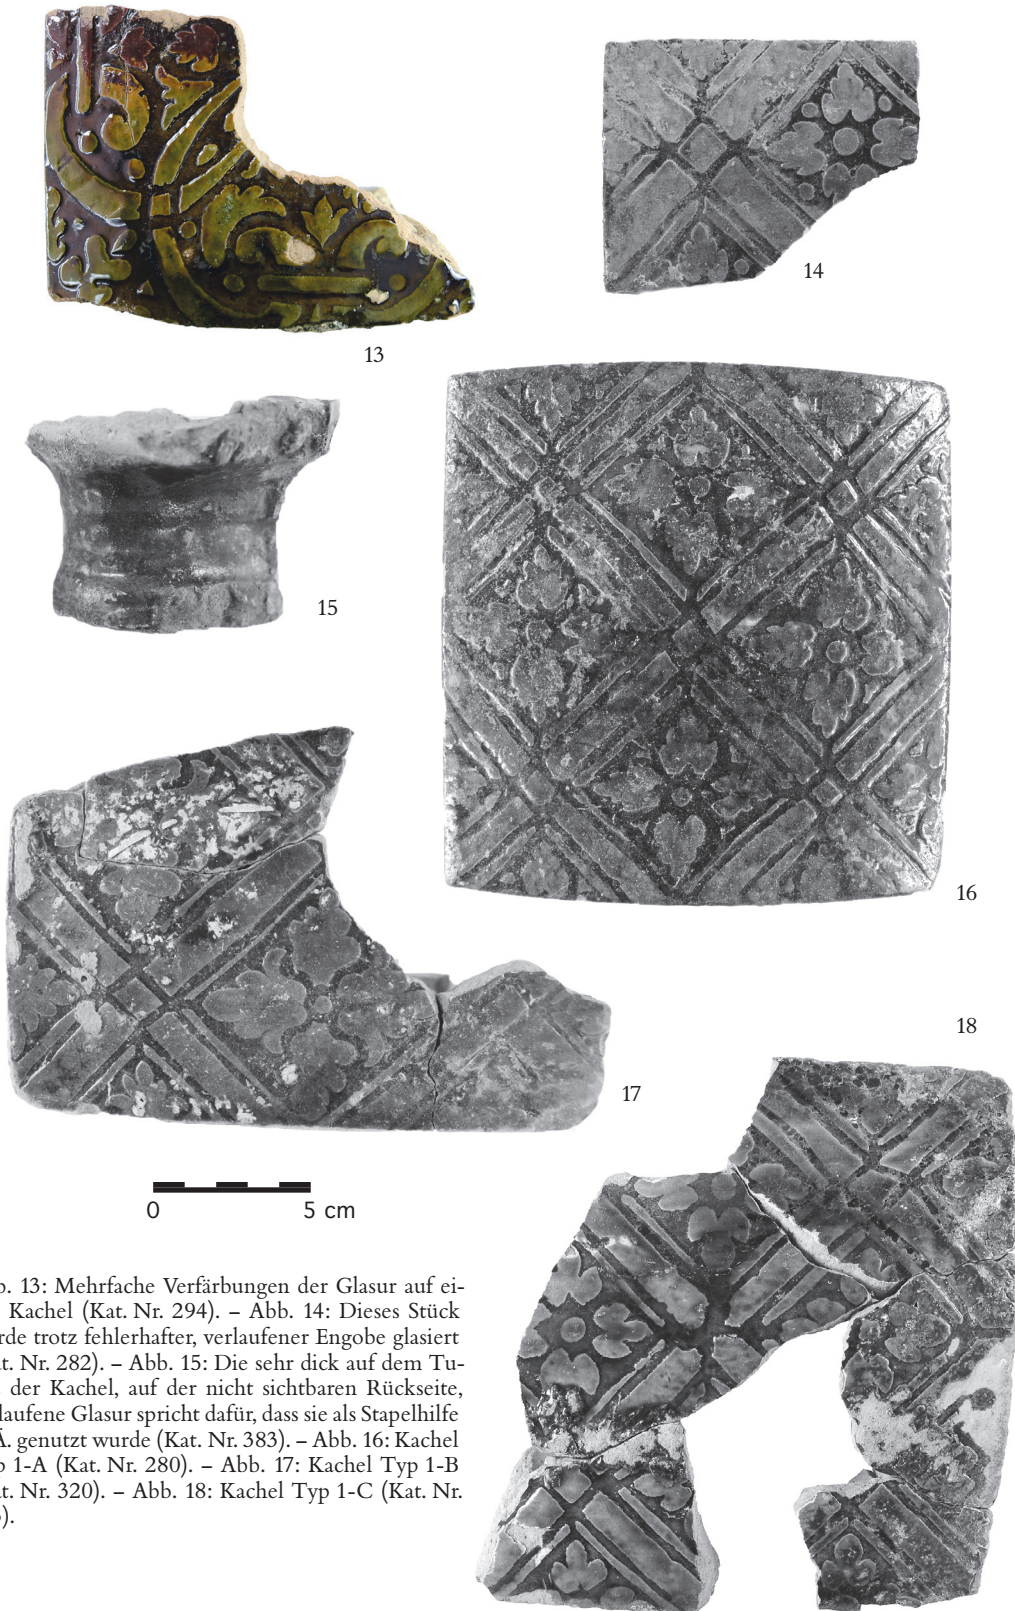 13
14
15
16
17
18
0 5 cm
b. 13: Mehrfache Verfärbungen der Glasur auf ei-
Kachel (Kat. Nr. 294). – Abb. 14: Dieses Stück
rde trotz fehlerhafter, verlaufener Engobe glasiert
at. Nr. 282). – Abb. 15: Die sehr dick auf dem Tu-
der Kachel, auf der nicht sichtbaren Rückseite,
laufene Glasur spricht dafür, dass sie als Stapelhilfe
Ä. genutzt wurde (Kat. Nr. 383). – Abb. 16: Kachel
p 1-A (Kat. Nr. 280). – Abb. 17: Kachel Typ 1-B
at. Nr. 320). – Abb. 18: Kachel Typ 1-C (Kat. Nr.
).